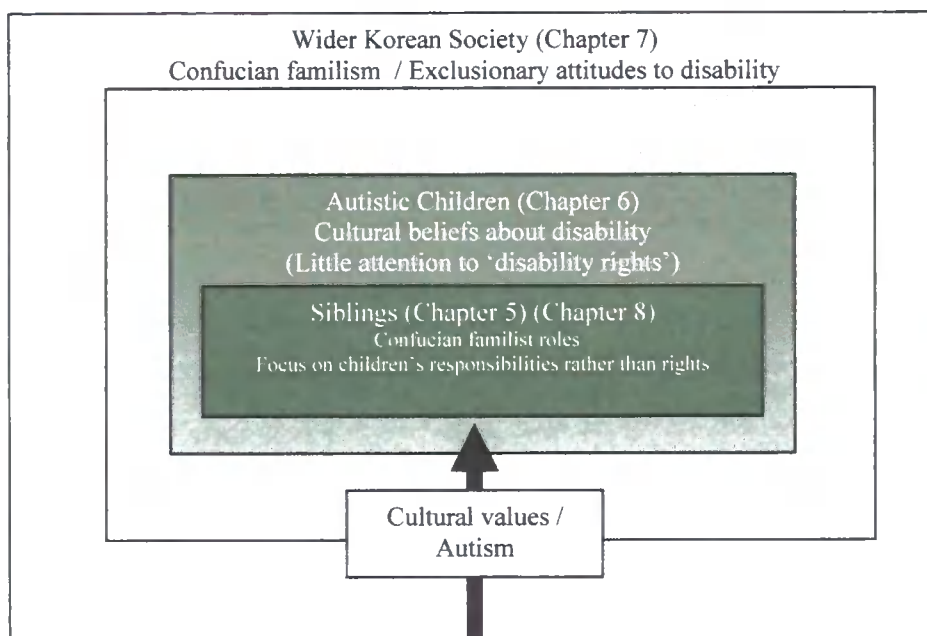 Wider Korean Society (Chapter 7)
Confucian familism / Exclusionary attitudes to disability
Autistic Children (Chapter 6)
Cultural beliefs about disability
(Little attention to 'disability rights')
Siblings (Chapter 5) (Chapter 8)
Confucian familist roles
Focus on children's responsibilities rather than rights
Cultural values /
Autism